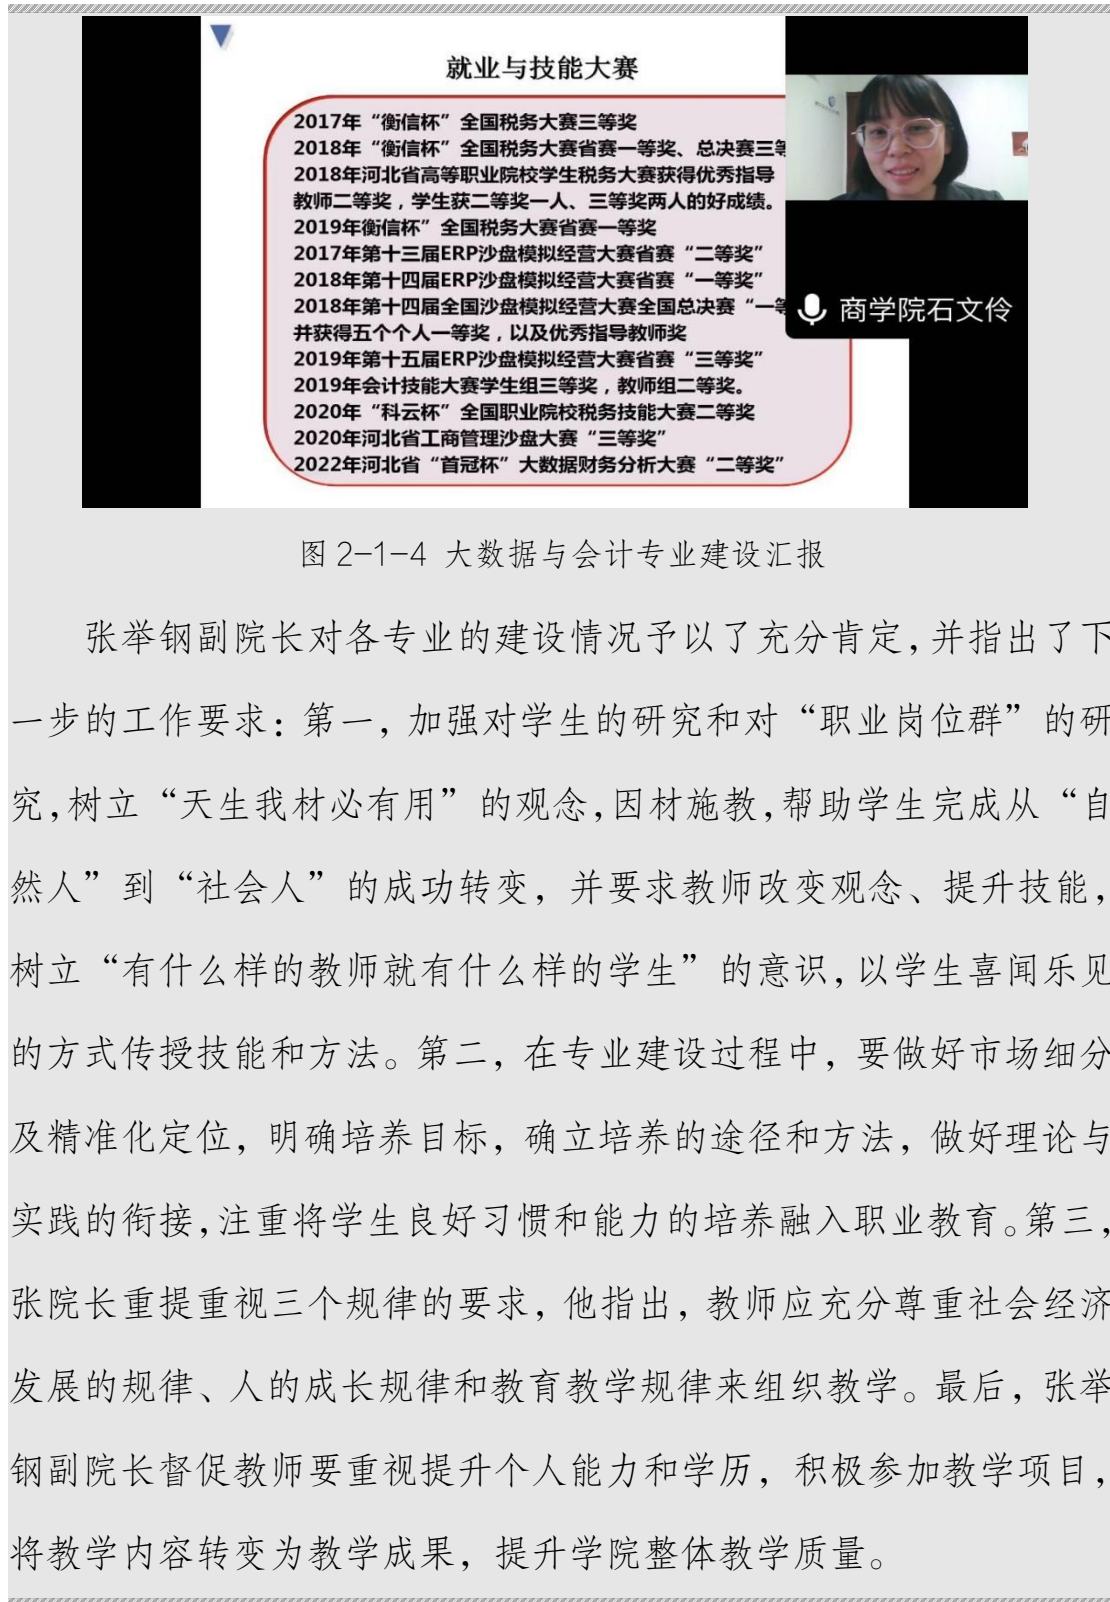 就业与技能大赛
2017年“衡信杯”全国税务大赛三等奖
2018年“衡信杯”全国税务大赛省赛一等奖、总决赛三等
2018年河北省高等职业院校学生税务大赛获得优秀指导
教师二等奖，学生获二等奖一人、三等奖两人的好成绩。
2019年衡信杯”全国税务大赛省赛一等奖
2017年第十三届ERP沙盘模拟经营大赛省赛“二等奖”
2018年第十四届ERP沙盘模拟经营大赛省赛“一等奖”
2018年第十四届全国沙盘模拟经营大赛全国总决赛“一等
并获得五个个人一等奖，以及优秀指导教师奖
2019年第十五届ERP沙盘模拟经营大赛省赛“三等奖”
2019年会计技能大赛学生组三等奖，教师组二等奖。
2020年“科云杯”全国职业院校税务技能大赛二等奖
2020年河北省工商管理沙盘大赛“三等奖”
2022年河北省“首冠杯”大数据财务分析大赛“二等奖”
商学院石文伶
图 2-1-4 大数据与会计专业建设汇报
张举钢副院长对各专业的建设情况予以了充分肯定，并指出了下
一步的工作要求：第一，加强对学生的研究和对“职业岗位群”的研
究，树立“天生我材必有用”的观念，因材施教，帮助学生完成从“自
然人”到“社会人”的成功转变，并要求教师改变观念、提升技能，
树立“有什么样的教师就有什么样的学生”的意识，以学生喜闻乐见
的方式传授技能和方法。第二，在专业建设过程中，要做好市场细分
及精准化定位，明确培养目标，确立培养的途径和方法，做好理论与
实践的衔接，注重将学生良好习惯和能力的培养融入职业教育。第三，
张院长重提重视三个规律的要求，他指出，教师应充分尊重社会经济
发展的规律、人的成长规律和教育教学规律来组织教学。最后，张举
钢副院长督促教师要重视提升个人能力和学历，积极参加教学项目，
将教学内容转变为教学成果，提升学院整体教学质量。